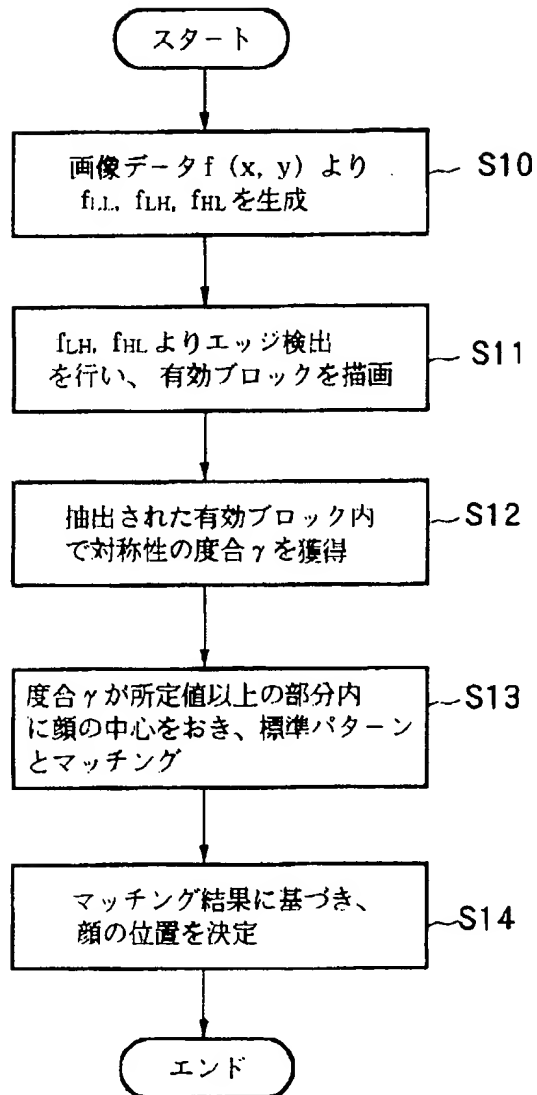 スタート
画像データf (x, y) より
fLL, fLH, fHLを生成
S10
fLH, fHLよりエッジ検出
を行い、有効ブロックを描画
S11
抽出された有効ブロック内
で対称性の度合γを獲得
S12
度合γが所定値以上の部分内
に顔の中心をおき、標準パターン
とマッチング
S13
マッチング結果に基づき、
顔の位置を決定
S14
エンド